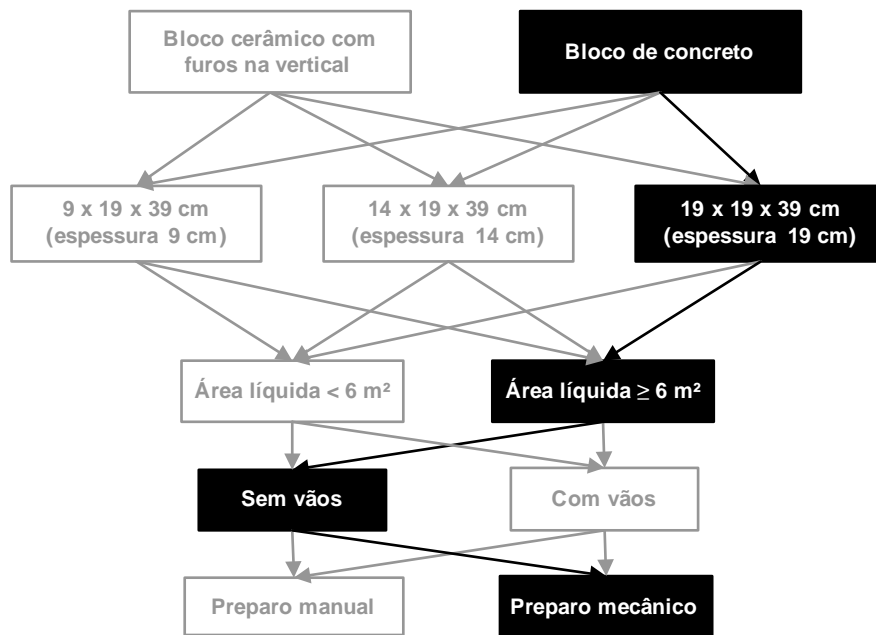 Bloco cerâmico com
furos na vertical
Bloco de concreto
9 x 19 x 39 cm
(espessura 9 cm)
14 x 19 x 39 cm
(espessura 14 cm)
19 x 19 x 39 cm
(espessura 19 cm)
Área líquida < 6 m²
Área líquida ≥ 6 m²
Sem vãos
Com vãos
Preparo manual
Preparo mecânico